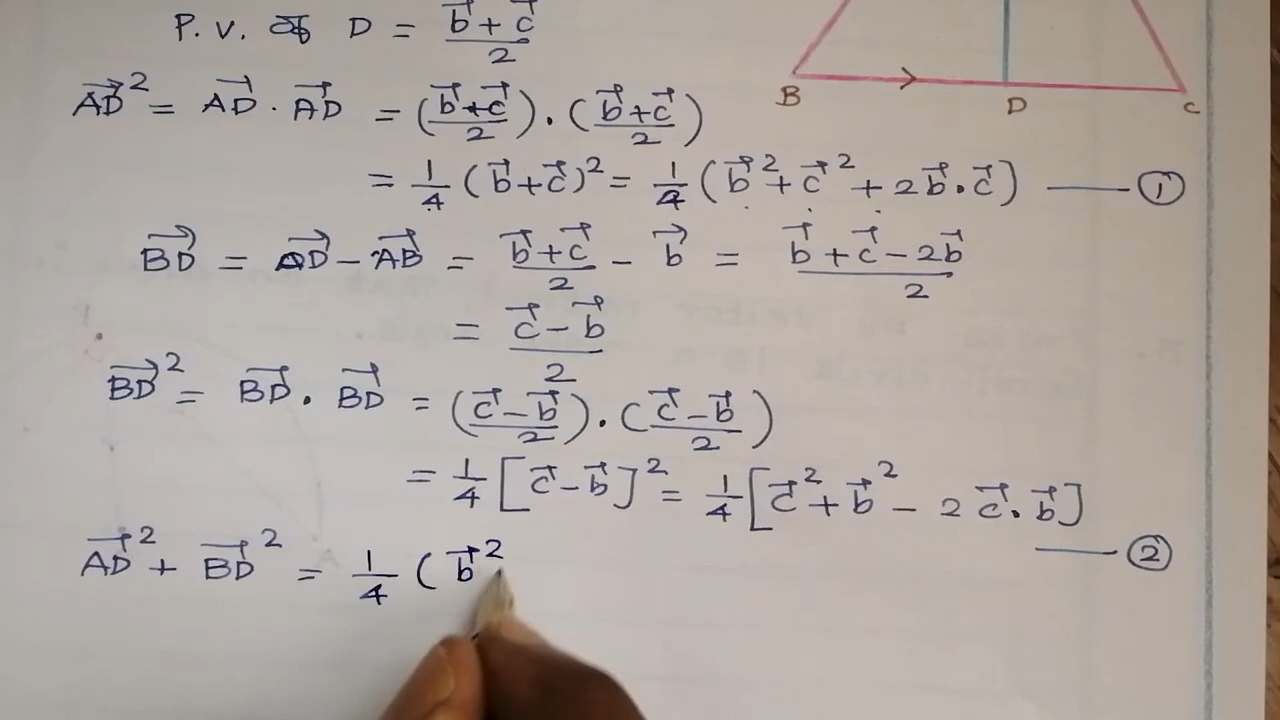 P. V. of D = (b⃗ + c⃗)/2
B D C
AD⃗² = AD⃗ · AD⃗ = ((b⃗+c⃗)/2) · ((b⃗+c⃗)/2)
= 1/4 (b⃗+c⃗)² = 1/4 (b⃗² + c⃗² + 2b⃗·c⃗) —— ①
BD⃗ = AD⃗ – AB⃗ = (b⃗+c⃗)/2 – b⃗ = (b⃗+c⃗–2b⃗)/2
= (c⃗–b⃗)/2
BD⃗² = BD⃗ · BD⃗ = ((c⃗–b⃗)/2) · ((c⃗–b⃗)/2)
= 1/4 [c⃗–b⃗]² = 1/4 [c⃗² + b⃗² – 2c⃗·b⃗]
—— ②
AD⃗² + BD⃗² = 1/4 (b⃗²